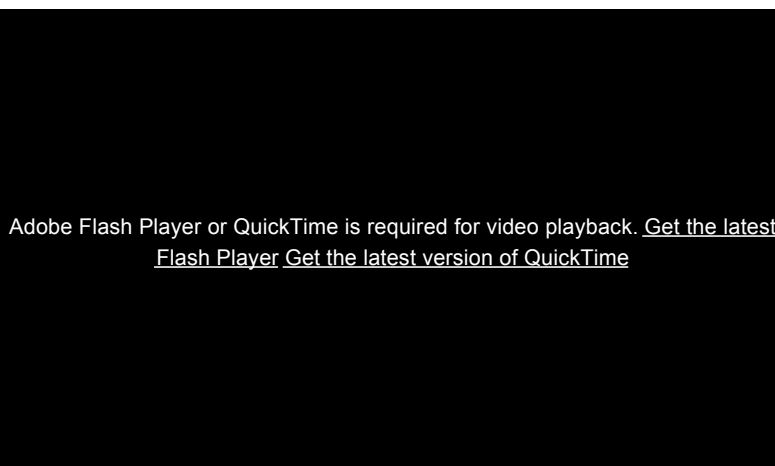 Adobe Flash Player or QuickTime is required for video playback. Get the latest
Flash Player Get the latest version of QuickTime